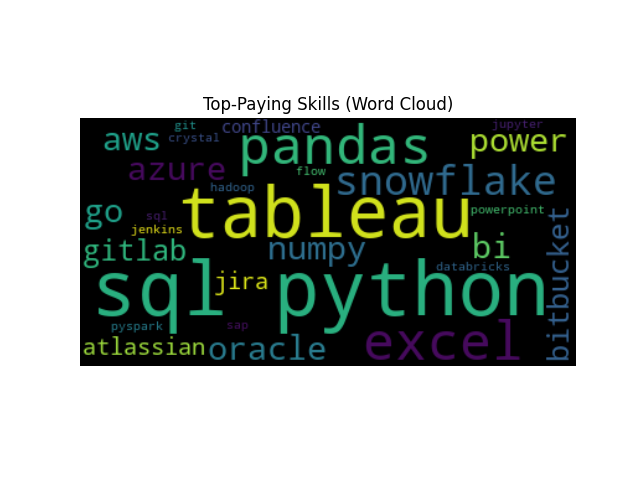 Top-Paying Skills (Word Cloud)
git
confluence
jupyter
aws
crystal
pandas
power
azure
flow
snowflake
hadoop
tableau
go
sql
powerpoint
jenkins
gitlab
numpy
bi
bitbucket
databricks
sql
jira
python
pyspark
sap
excel
atlassian
oracle